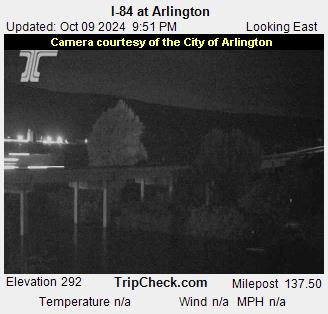 I-84 at Arlington
Updated: Oct 09 2024 9:51 PM Looking East
Camera courtesy of the City of Arlington
Elevation 292 TripCheck.com Milepost 137.50
Temperature n/a Wind n/a MPH n/a